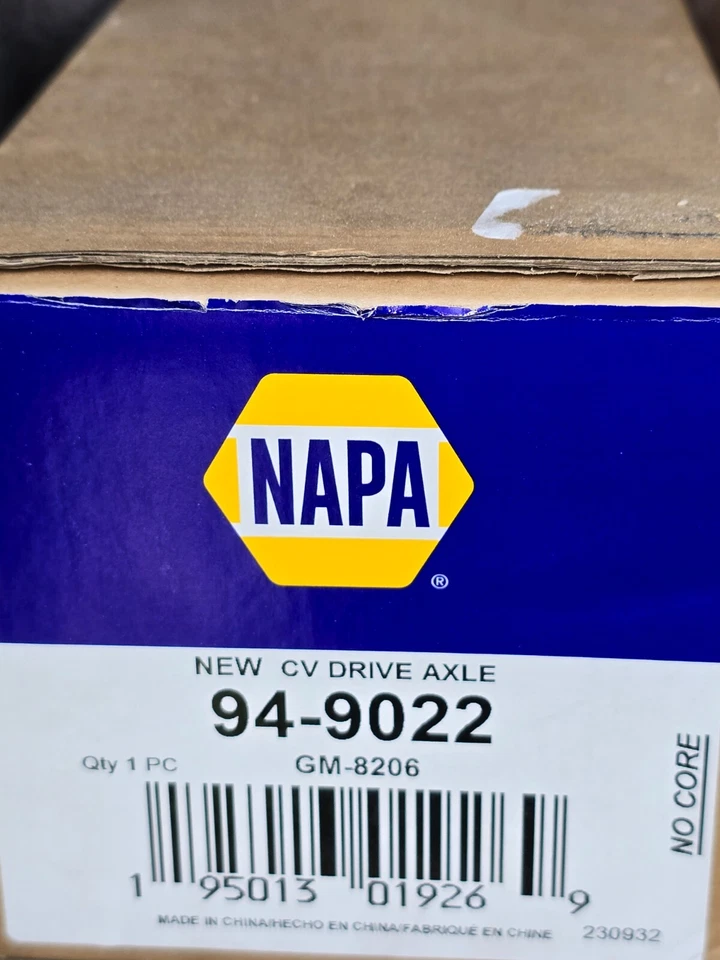 NAPA
®
NEW CV DRIVE AXLE
94-9022
Qty 1 PC GM-8206
NO CORE
1 95013 01926 9
MADE IN CHINA/HECHO EN CHINA/FABRIQUÉ EN CHINE 230932